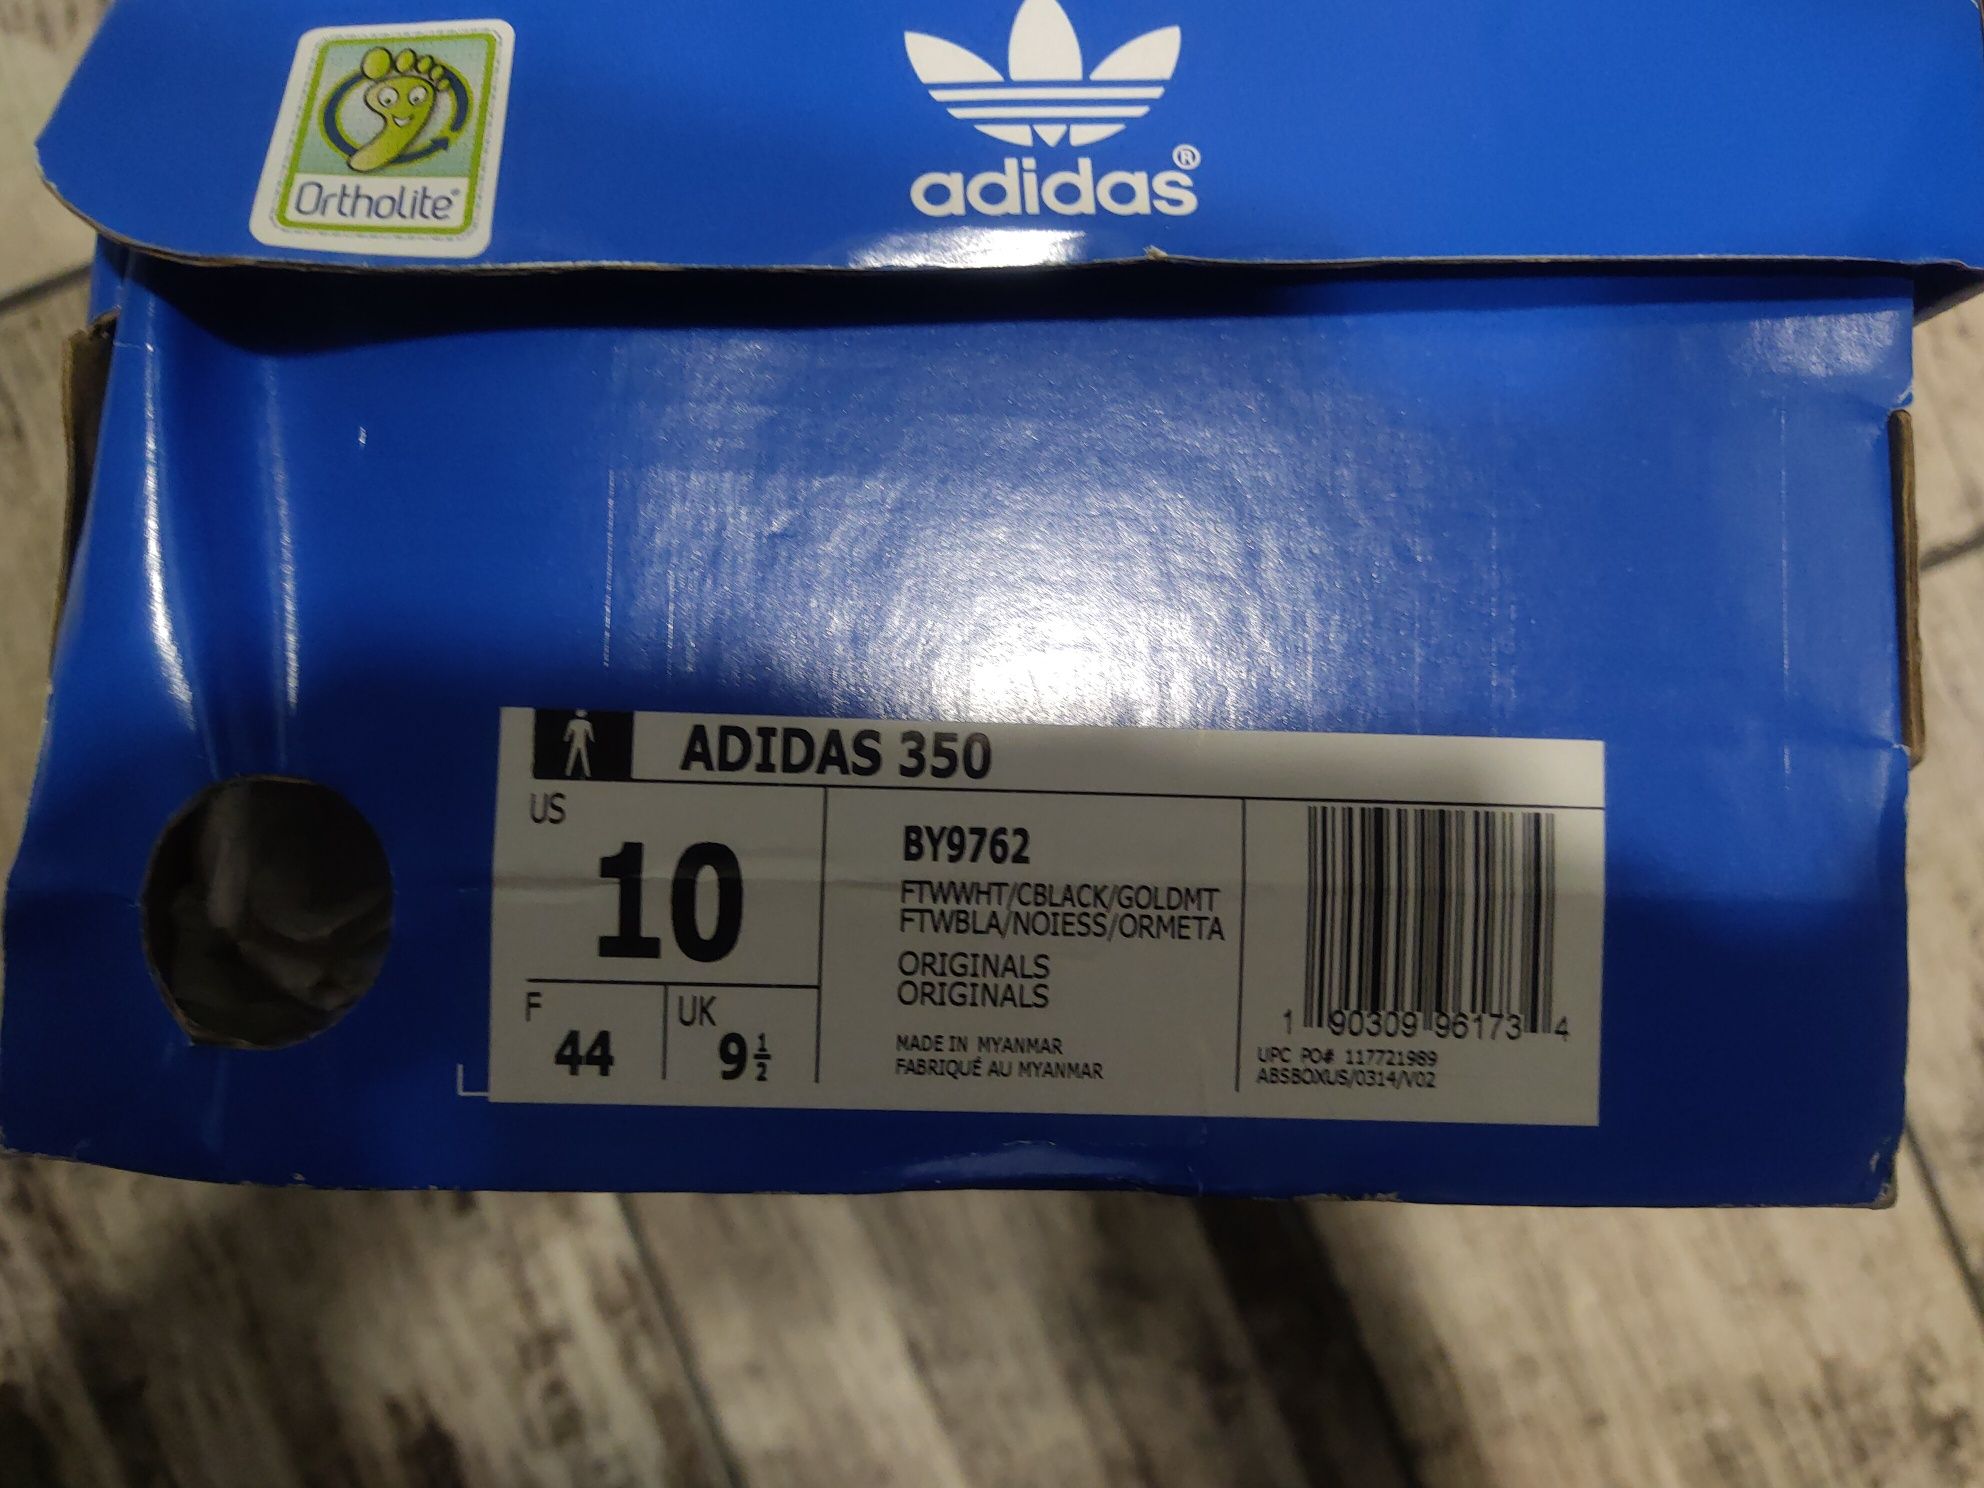 Ortholite®
adidas®
ADIDAS 350
US
10
F
44
UK
9 1/2
BY9762
FTWWHT/CBLACK/GOLDMT
FTWBLA/NOIESS/ORMETA
ORIGINALS
ORIGINALS
MADE IN MYANMAR
FABRIQUÉ AU MYANMAR
1 90309 96173 4
UPC PO# 117721989
ABSBOXUS/0314/V02